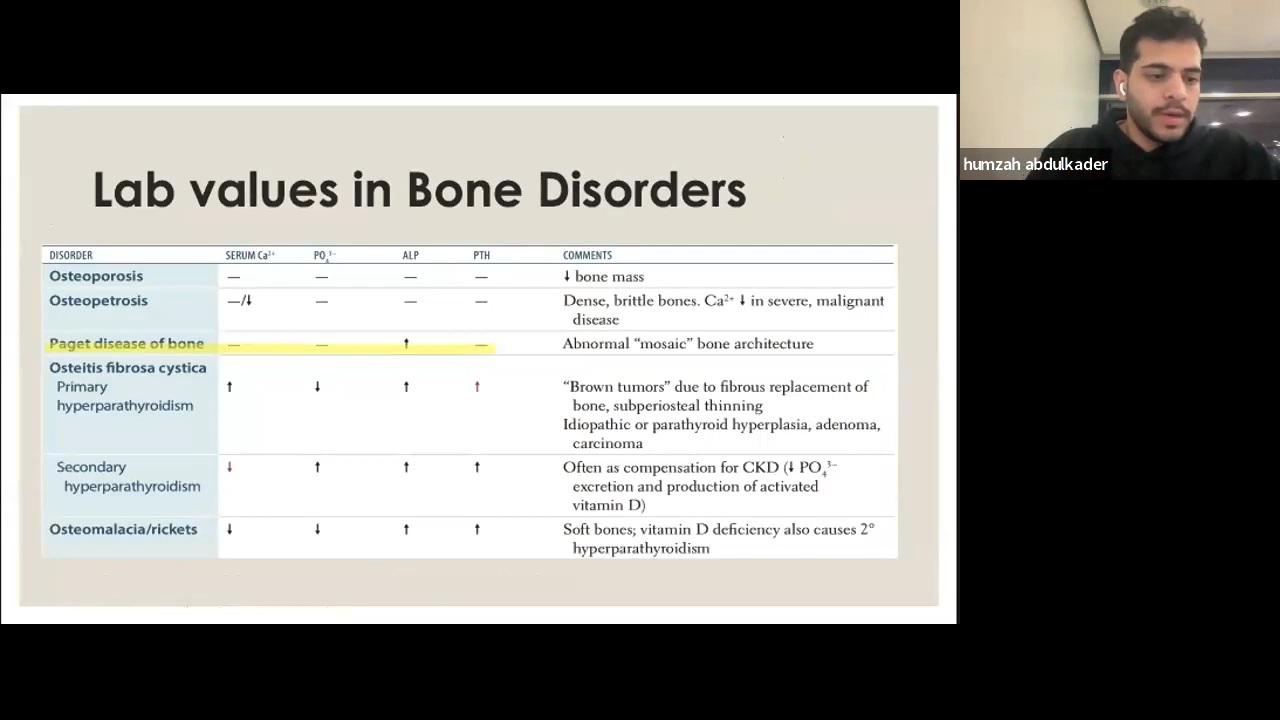 humzah abdulkader
Lab values in Bone Disorders
DISORDER SERUM Ca²⁺ PO₄³⁻ ALP PTH COMMENTS
Osteoporosis — — — — ↓ bone mass
Osteopetrosis —/↓ — — — Dense, brittle bones. Ca²⁺ ↓ in severe, malignant
disease
Paget disease of bone — — ↑ — Abnormal “mosaic” bone architecture
Osteitis fibrosa cystica
Primary ↑ ↓ ↑ ↑ “Brown tumors” due to fibrous replacement of
hyperparathyroidism bone, subperiosteal thinning
Idiopathic or parathyroid hyperplasia, adenoma,
carcinoma
Secondary ↓ ↑ ↑ ↑ Often as compensation for CKD (↓ PO₄³⁻
hyperparathyroidism excretion and production of activated
vitamin D)
Osteomalacia/rickets ↓ ↓ ↑ ↑ Soft bones; vitamin D deficiency also causes 2°
hyperparathyroidism